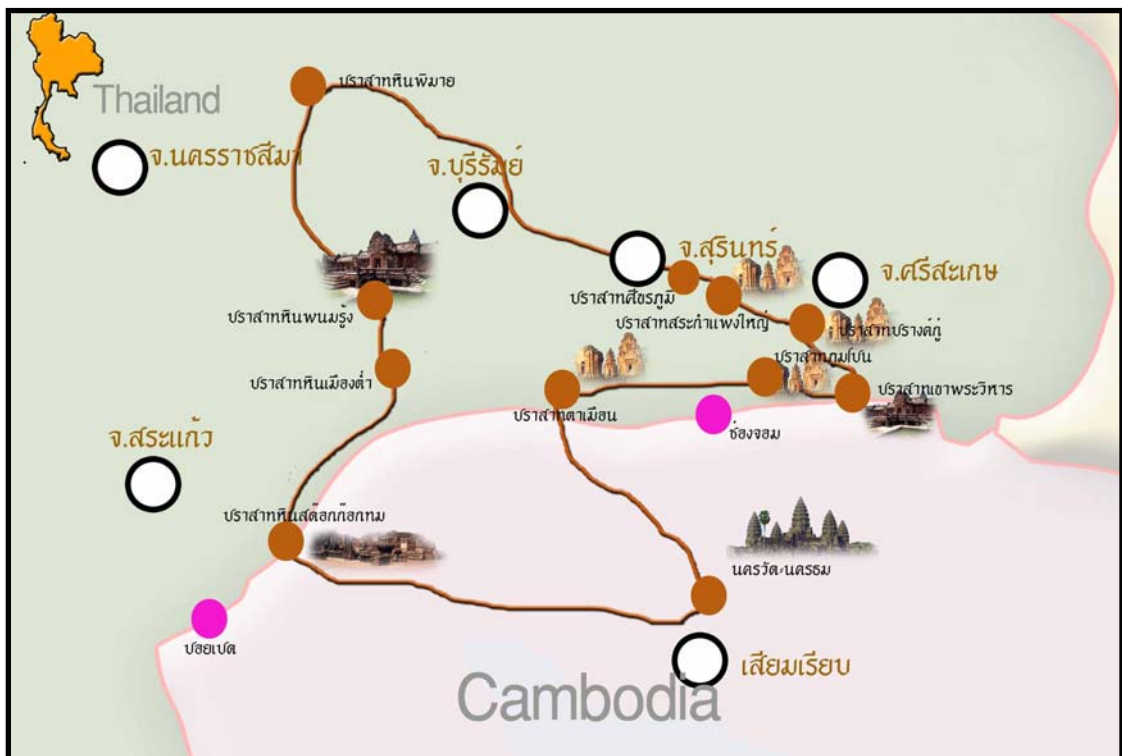 ปราสาทหินพิมาย
Thailand
จ.นครราชสีมา
จ.บุรีรัมย์
จ.สุรินทร์
จ.ศรีสะเกษ
ปราสาทศีขรภูมิ
ปราสาทสระกำแพงใหญ่
ปราสาทหินพนมรุ้ง
ปราสาทปรางค์กู่
ปราสาทภูมิโปน
ปราสาทหินเมืองต่ำ
ปราสาทเขาพระวิหาร
ปราสาทตาเมือน
ช่องจอม
จ.สระแก้ว
ปราสาทหินสด๊อกก๊อกทม
นครวัด,นครธม
ปอยเปต
เสียมเรียบ
Cambodia